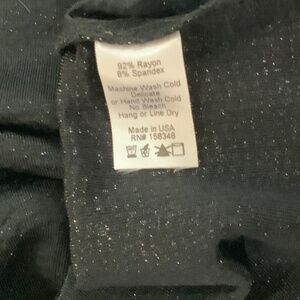 92% Rayon
8% Spandex
Machine Wash Cold
Delicate
or Hand Wash Cold
No Bleach
Hang or Line Dry
Made in USA
RN# 158348